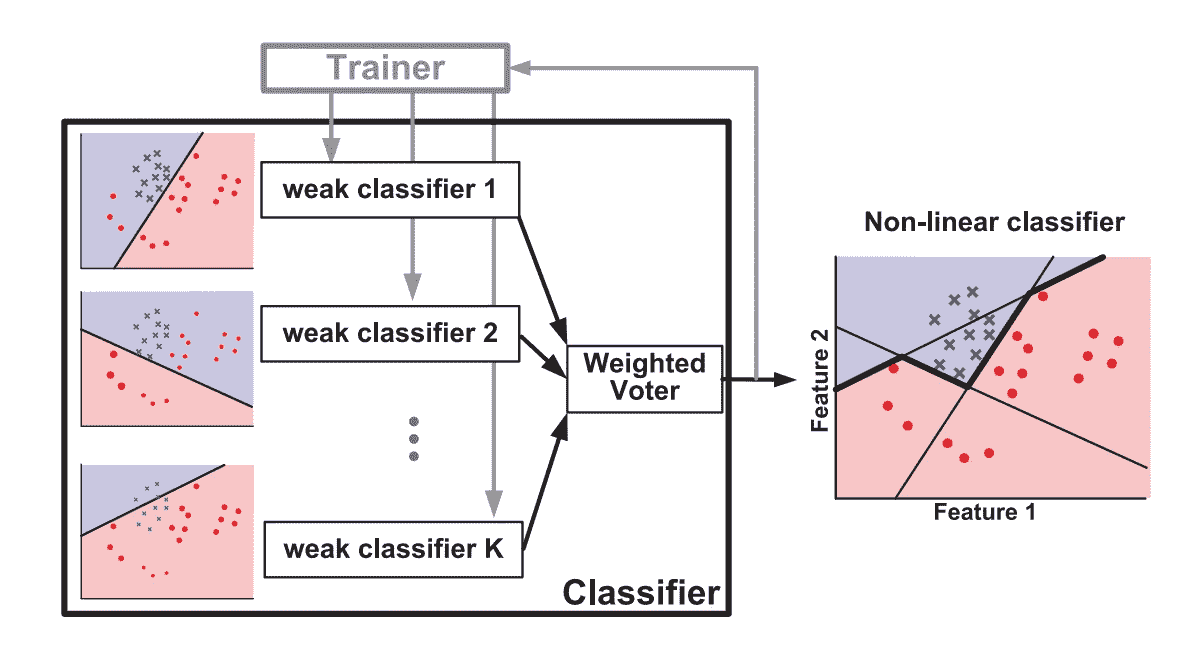 Trainer
weak classifier 1
weak classifier 2
weak classifier K
Weighted
Voter
Classifier
Non-linear classifier
Feature 2
Feature 1